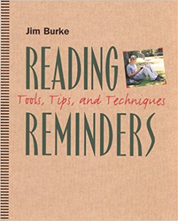 Jim Burke
READING
Tools, Tips, and Techniques
REMINDERS